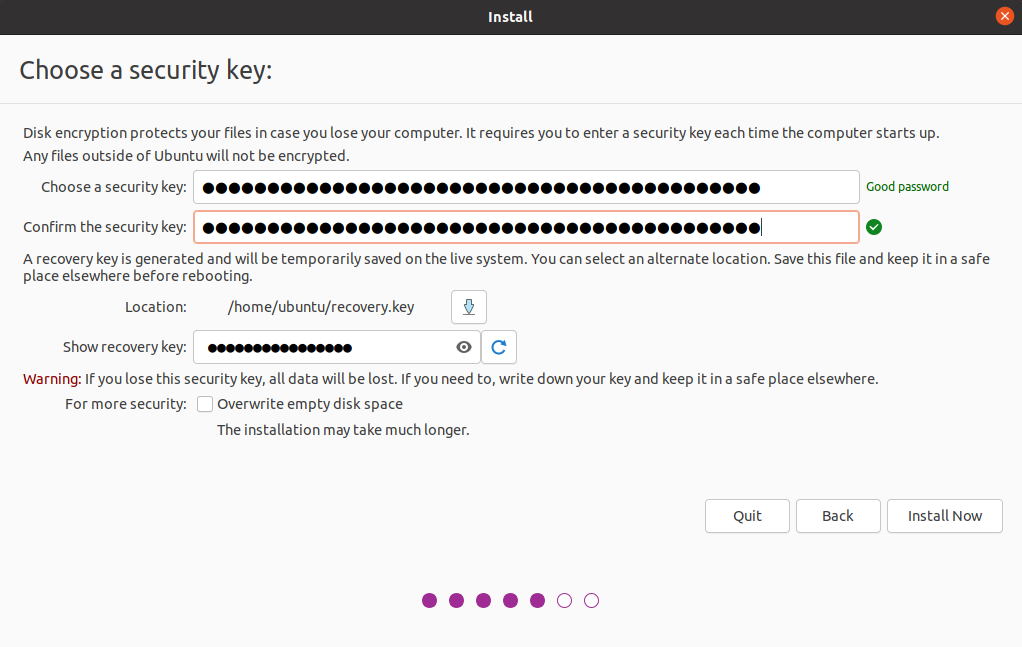 Install
Choose a security key:
Disk encryption protects your files in case you lose your computer. It requires you to enter a security key each time the computer starts up.
Any files outside of Ubuntu will not be encrypted.
Choose a security key: ●●●●●●●●●●●●●●●●●●●●●●●●●●●●●●●●●●●●●●●●●●● Good password
Confirm the security key: ●●●●●●●●●●●●●●●●●●●●●●●●●●●●●●●●●●●●●●●●●●●
A recovery key is generated and will be temporarily saved on the live system. You can select an alternate location. Save this file and keep it in a safe
place elsewhere before rebooting.
Location: /home/ubuntu/recovery.key
Show recovery key: ●●●●●●●●●●●●●●●●
Warning: If you lose this security key, all data will be lost. If you need to, write down your key and keep it in a safe place elsewhere.
For more security: Overwrite empty disk space
The installation may take much longer.
Quit Back Install Now